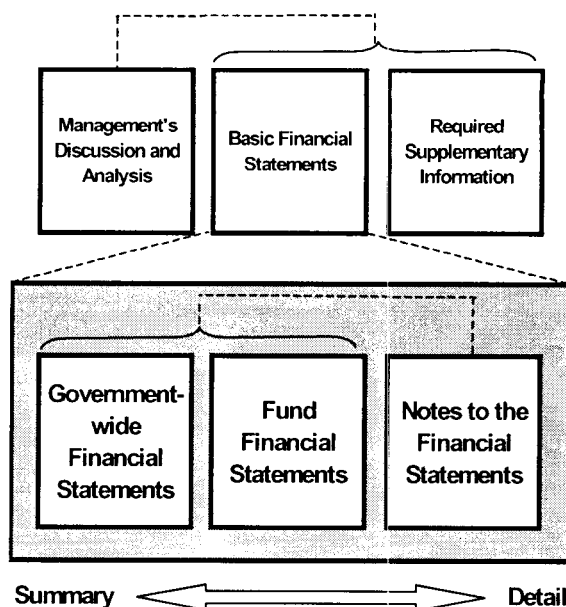 Management's
Discussion and
Analysis
Basic Financial
Statements
Required
Supplementary
Information
Government-
wide
Financial
Statements
Fund
Financial
Statements
Notes to the
Financial
Statements
Summary
Detail